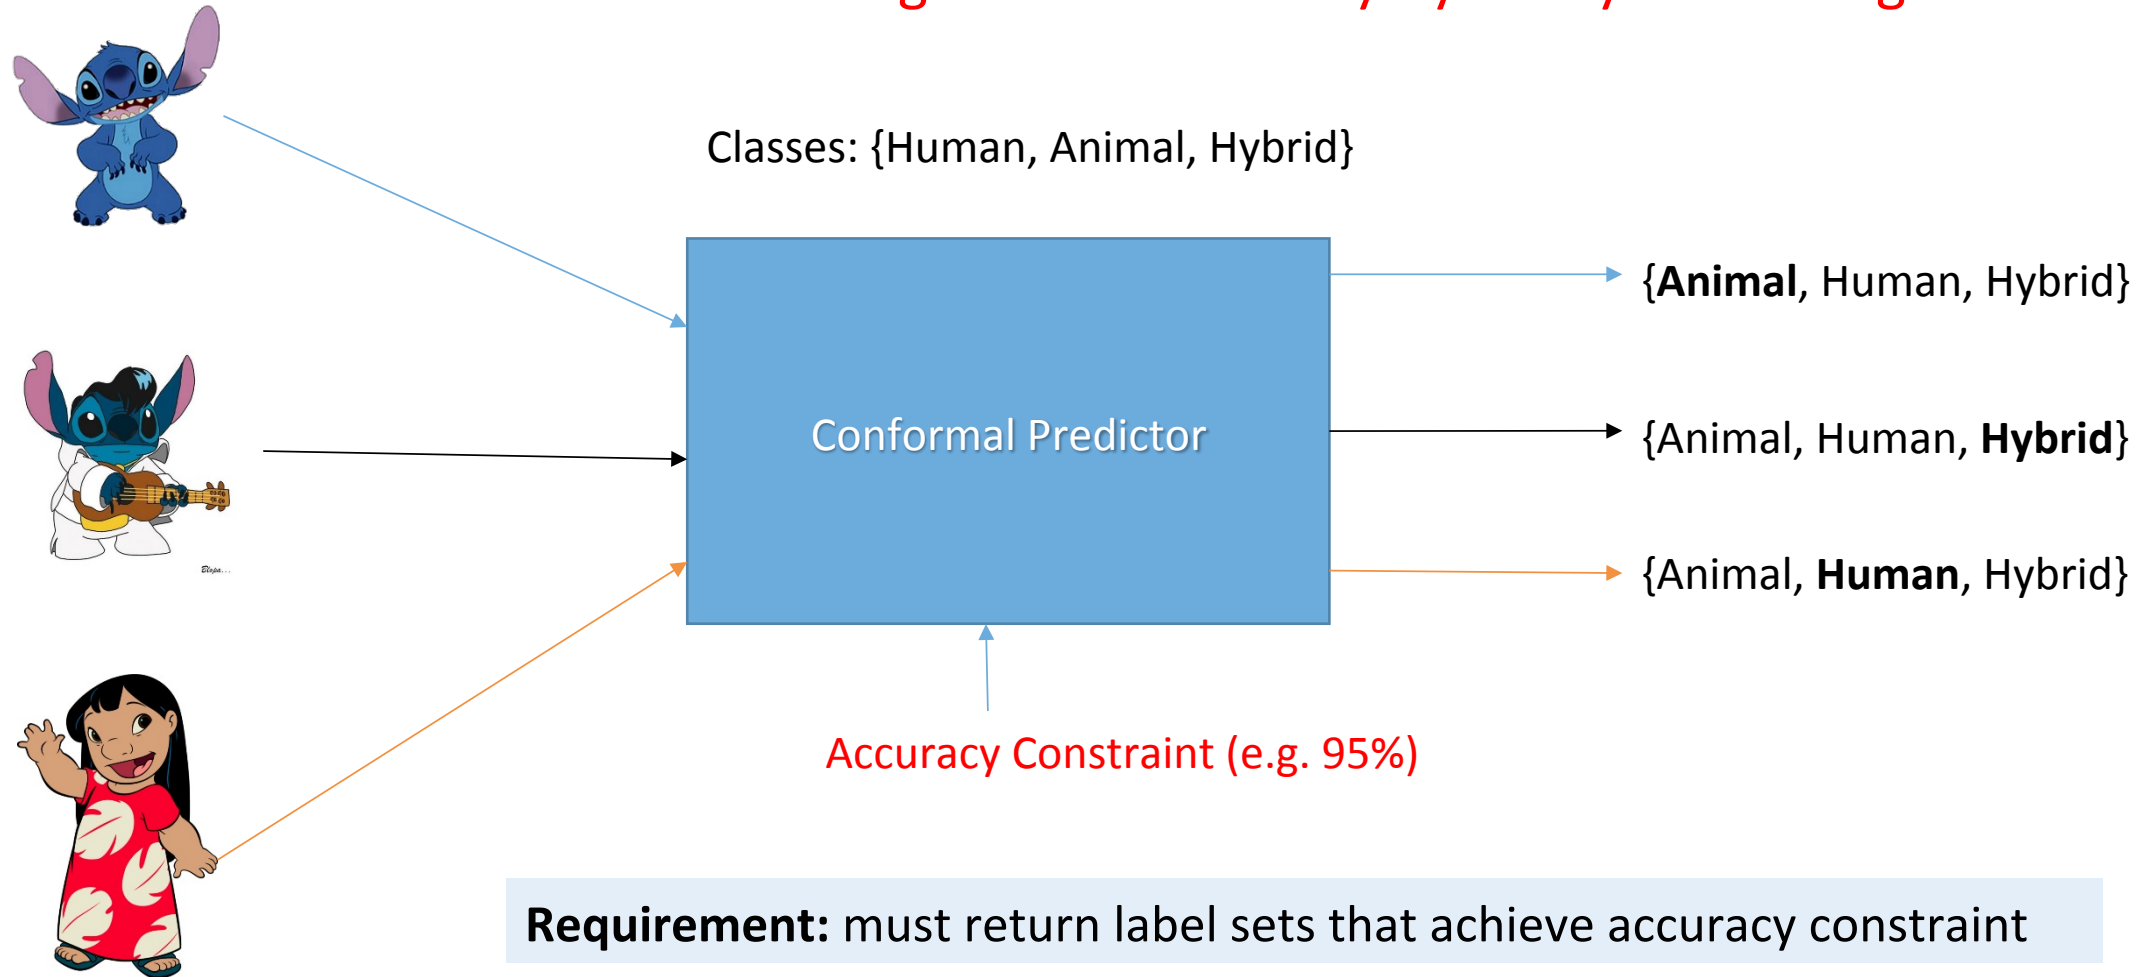 Classes: {Human, Animal, Hybrid}
{Animal, Human, Hybrid}
Conformal Predictor
{Animal, Human, Hybrid}
{Animal, Human, Hybrid}
Accuracy Constraint (e.g. 95%)
Requirement: must return label sets that achieve accuracy constraint